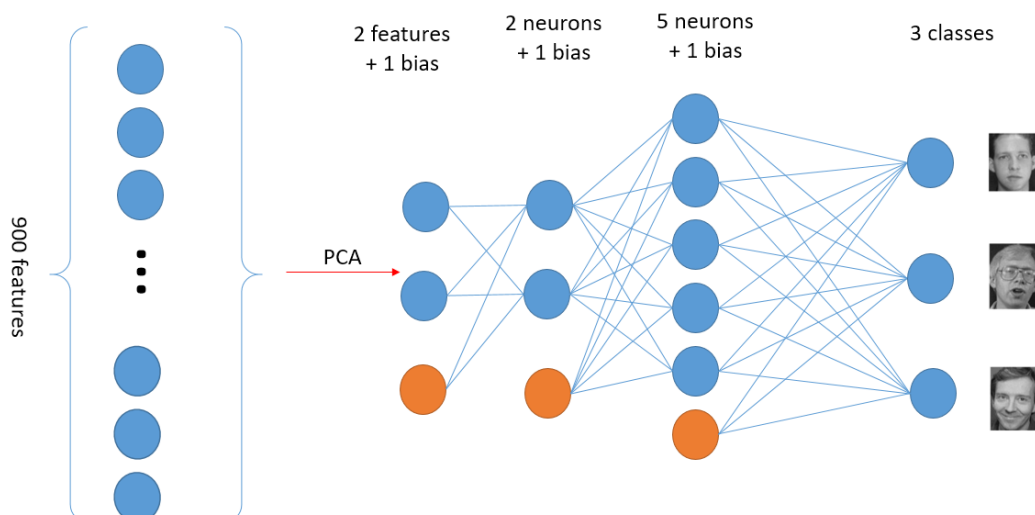 2 features
+ 1 bias
2 neurons
+ 1 bias
5 neurons
+ 1 bias
3 classes
900 features
PCA